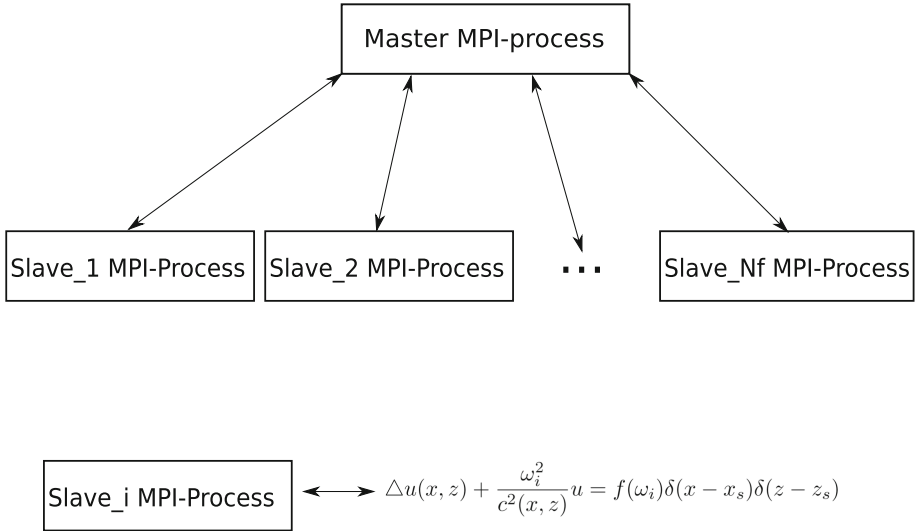 Master MPI-process
Slave_1 MPI-Process
Slave_2 MPI-Process
...
Slave_Nf MPI-Process
Slave_i MPI-Process
△u(x, z) + \frac{ω_i^2}{c^2(x, z)} u = f(ω_i)δ(x − x_s)δ(z − z_s)